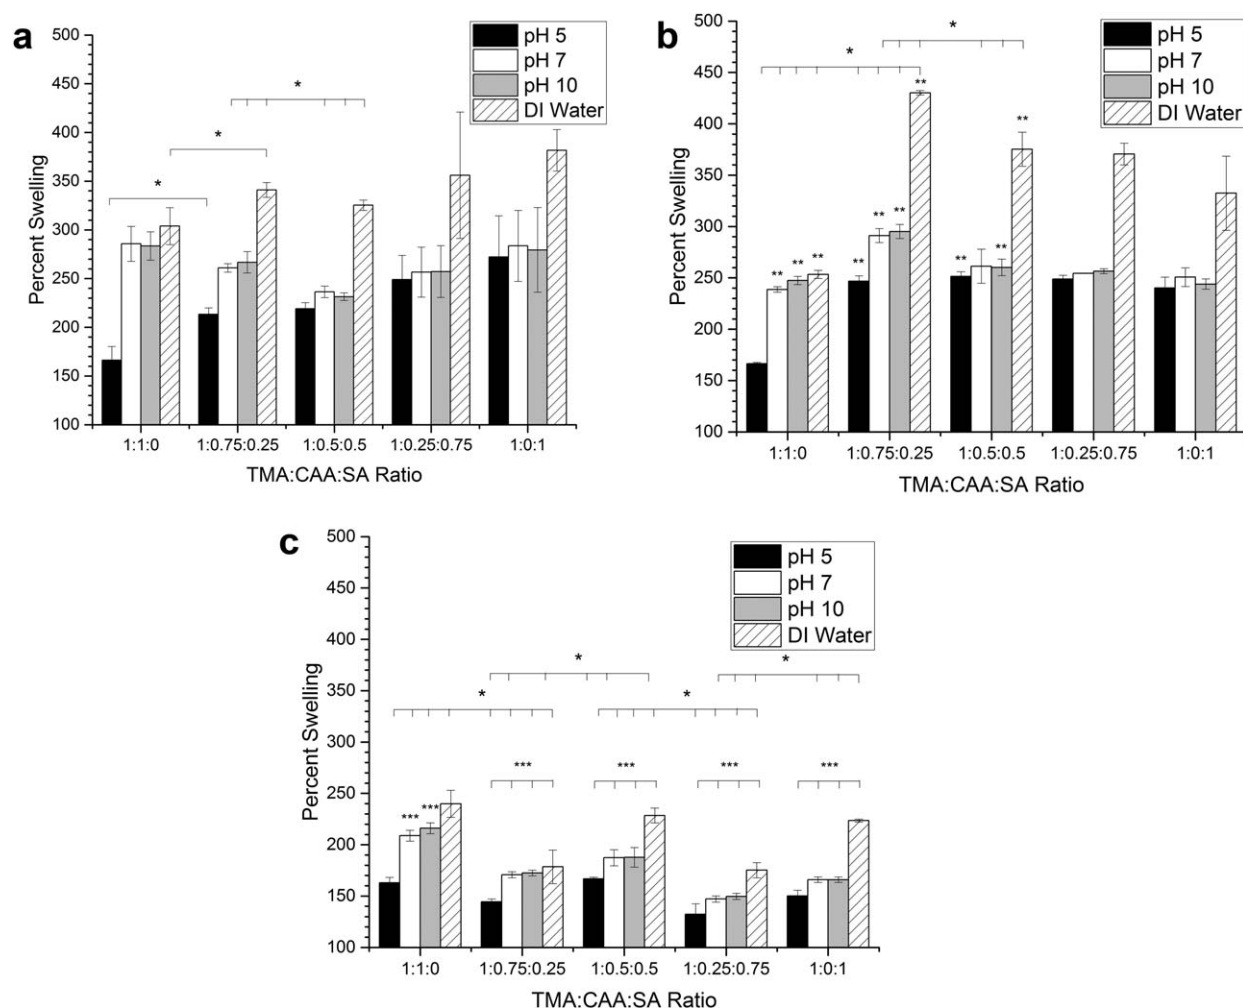 a
500
450
400
350
300
250
200
150
100
Percent Swelling
pH 5
pH 7
pH 10
DI Water
*
*
*
1:1:0
1:0.75:0.25
1:0.5:0.5
1:0.25:0.75
1:0:1
TMA:CAA:SA Ratio
b
500
450
400
350
300
250
200
150
100
Percent Swelling
pH 5
pH 7
pH 10
DI Water
*
*
** ** **
** ** ** **
** ** **
1:1:0
1:0.75:0.25
1:0.5:0.5
1:0.25:0.75
1:0:1
TMA:CAA:SA Ratio
c
500
450
400
350
300
250
200
150
100
Percent Swelling
pH 5
pH 7
pH 10
DI Water
*
*
*
*
*** ***
***
***
***
***
1:1:0
1:0.75:0.25
1:0.5:0.5
1:0.25:0.75
1:0:1
TMA:CAA:SA Ratio